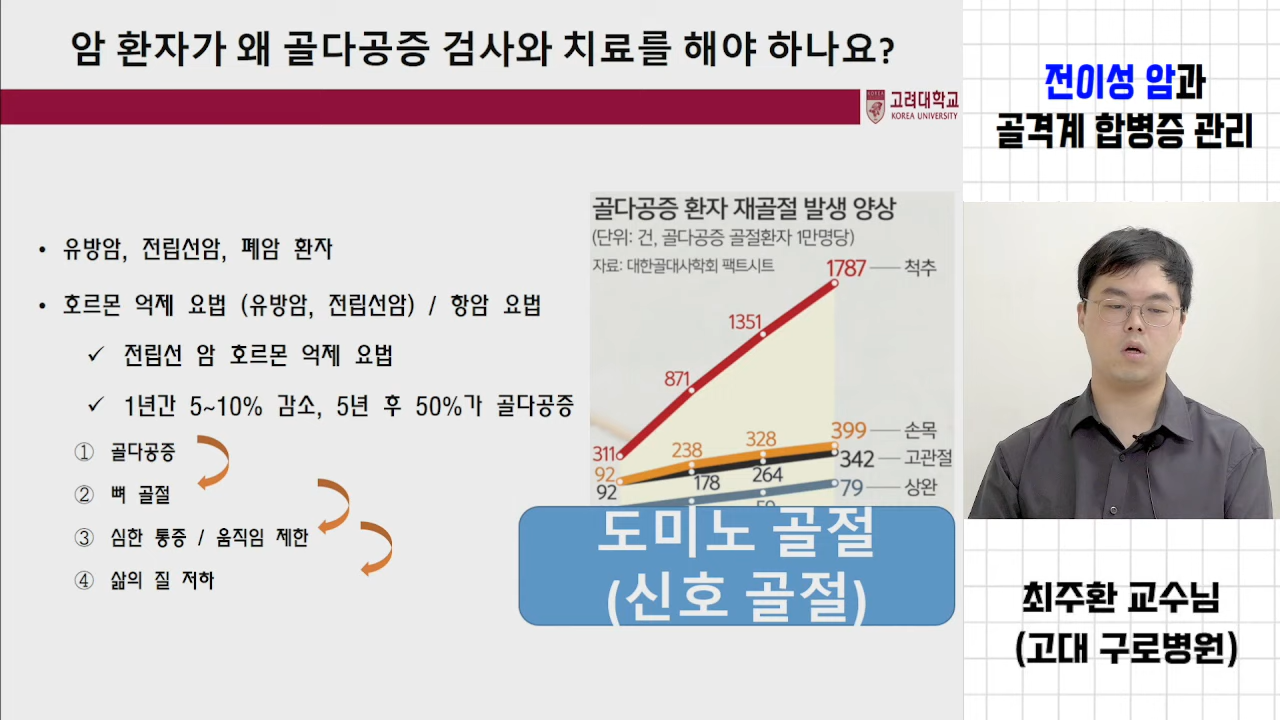 암 환자가 왜 골다공증 검사와 치료를 해야 하나요?
고려대학교
KOREA UNIVERSITY
• 유방암, 전립선암, 폐암 환자
• 호르몬 억제 요법 (유방암, 전립선암) / 항암 요법
✓ 전립선 암 호르몬 억제 요법
✓ 1년간 5~10% 감소, 5년 후 50%가 골다공증
① 골다공증
② 뼈 골절
③ 심한 통증 / 움직임 제한
④ 삶의 질 저하
골다공증 환자 재골절 발생 양상
(단위: 건, 골다공증 골절환자 1만명당)
자료: 대한골대사학회 팩트시트
1787 척추
1351
871
311
399 손목
328
238
92
342 고관절
264
178
92
79 상완
도미노 골절
(신호 골절)
전이성 암과
골격계 합병증 관리
최주환 교수님
(고대 구로병원)